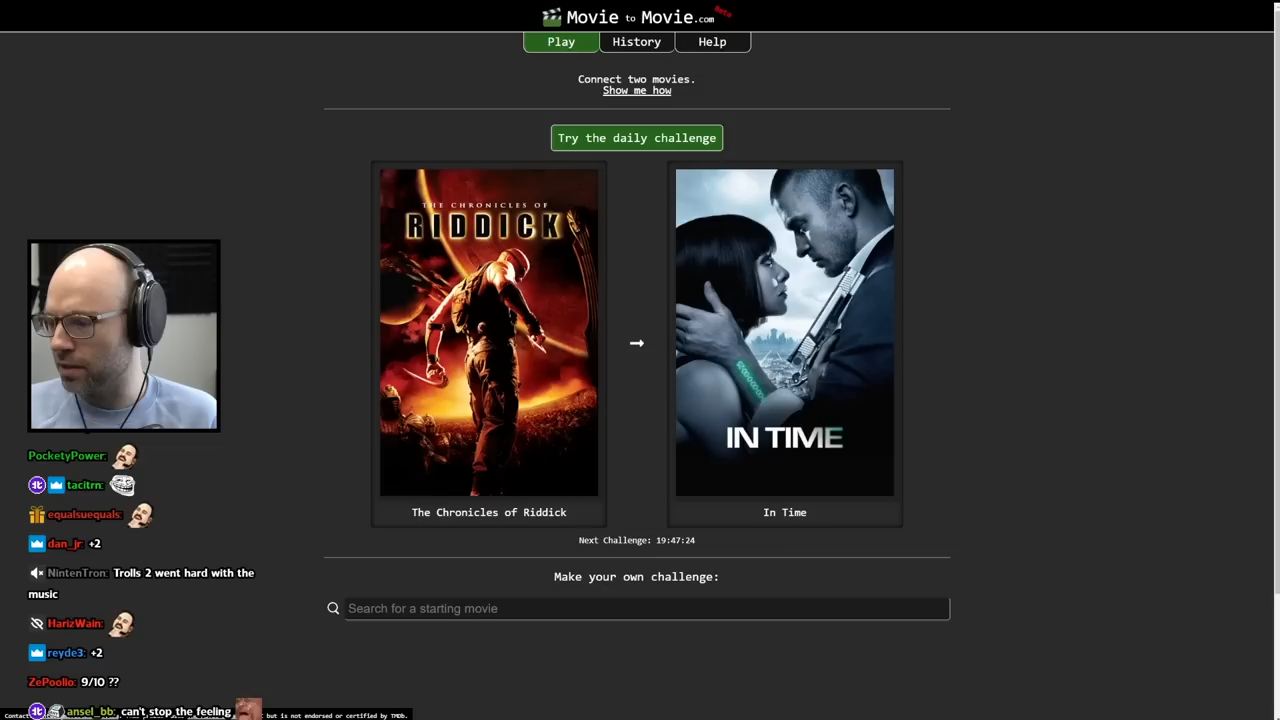 Movie to Movie.com Beta
Play History Help
Connect two movies.
Show me how
Try the daily challenge
THE CHRONICLES OF
RIDDICK
IN TIME
The Chronicles of Riddick
In Time
Next Challenge: 19:47:24
Make your own challenge:
Search for a starting movie
PocketyPower:
tacitrn:
equalsuequals:
dan_jr: +2
NintenTron: Trolls 2 went hard with the
music
HarizWain:
reyde3: +2
ZePoolio: 9/10 ??
ansel_bb: can't stop the feeling
Contact
but is not endorsed or certified by TMDb.